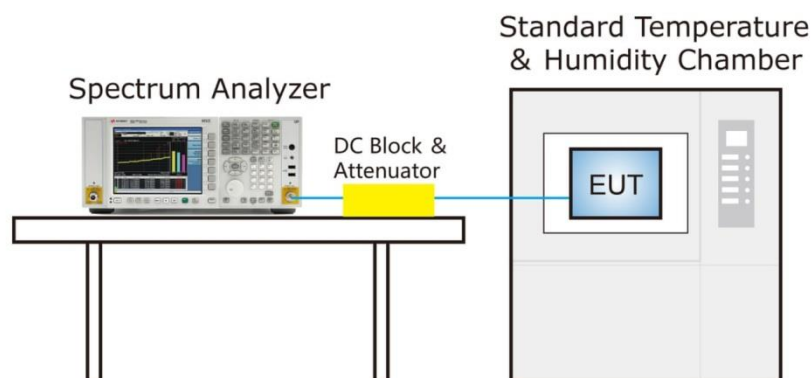 Standard Temperature
& Humidity Chamber
Spectrum Analyzer
DC Block &
Attenuator
EUT